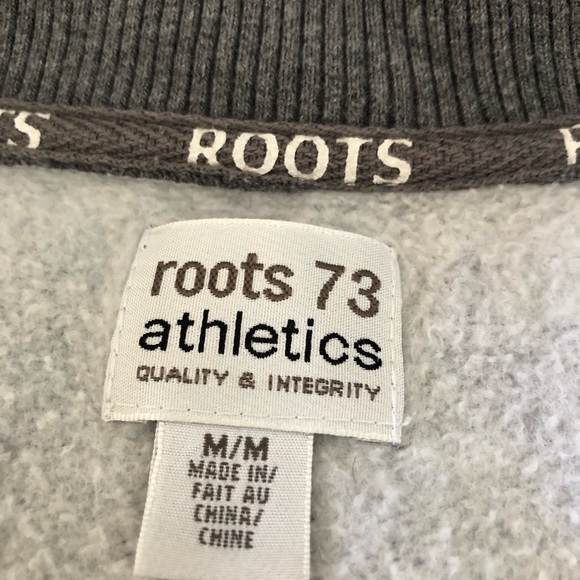 ROOTS
roots 73
athletics
QUALITY & INTEGRITY
M/M
MADE IN/
FAIT AU
CHINA/
CHINE